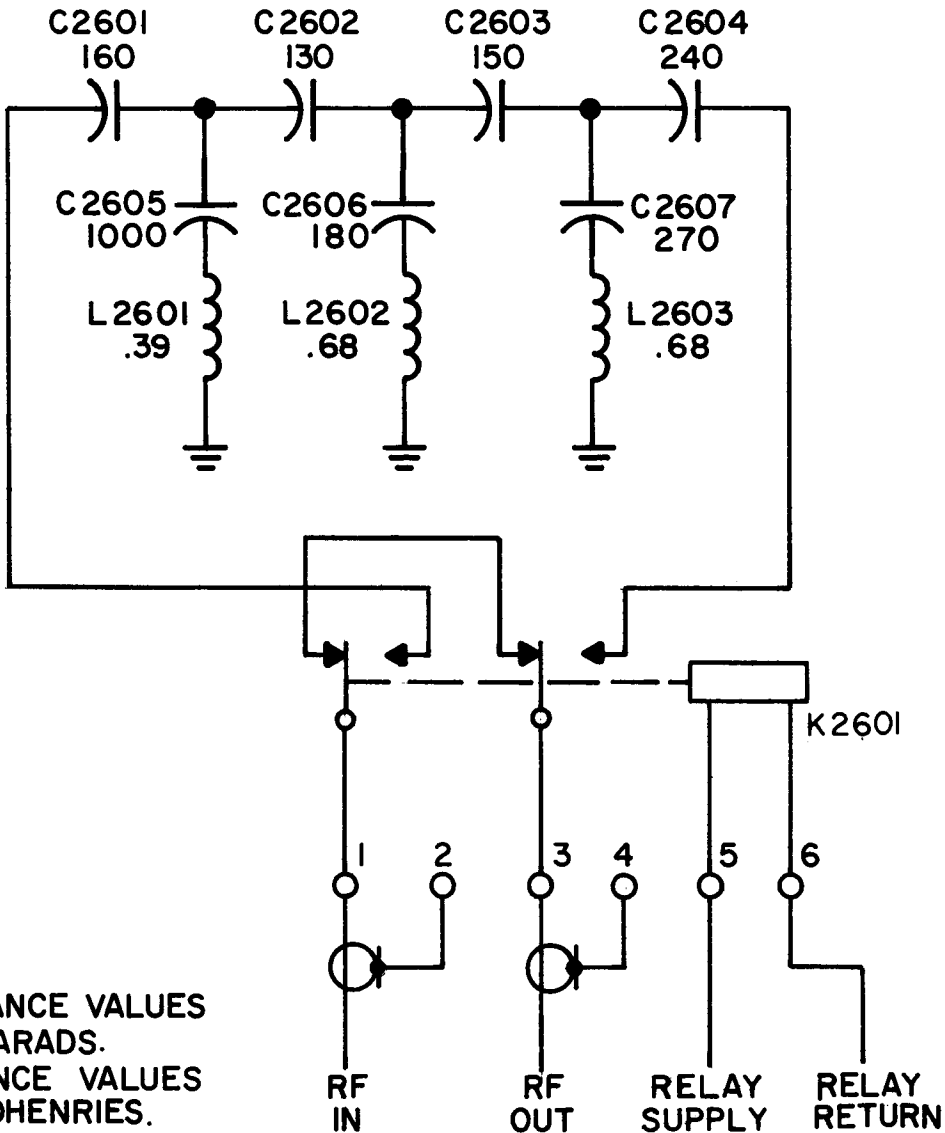 C2601 C2602 C2603 C2604
160 130 150 240
C2605 C2606 C2607
1000 180 270
L2601 L2602 L2603
.39 .68 .68
K2601
1 2 3 4 5 6
ANCE VALUES
ARADS.
NCE VALUES
OHENRIES.
RF RF RELAY RELAY
IN OUT SUPPLY RETURN